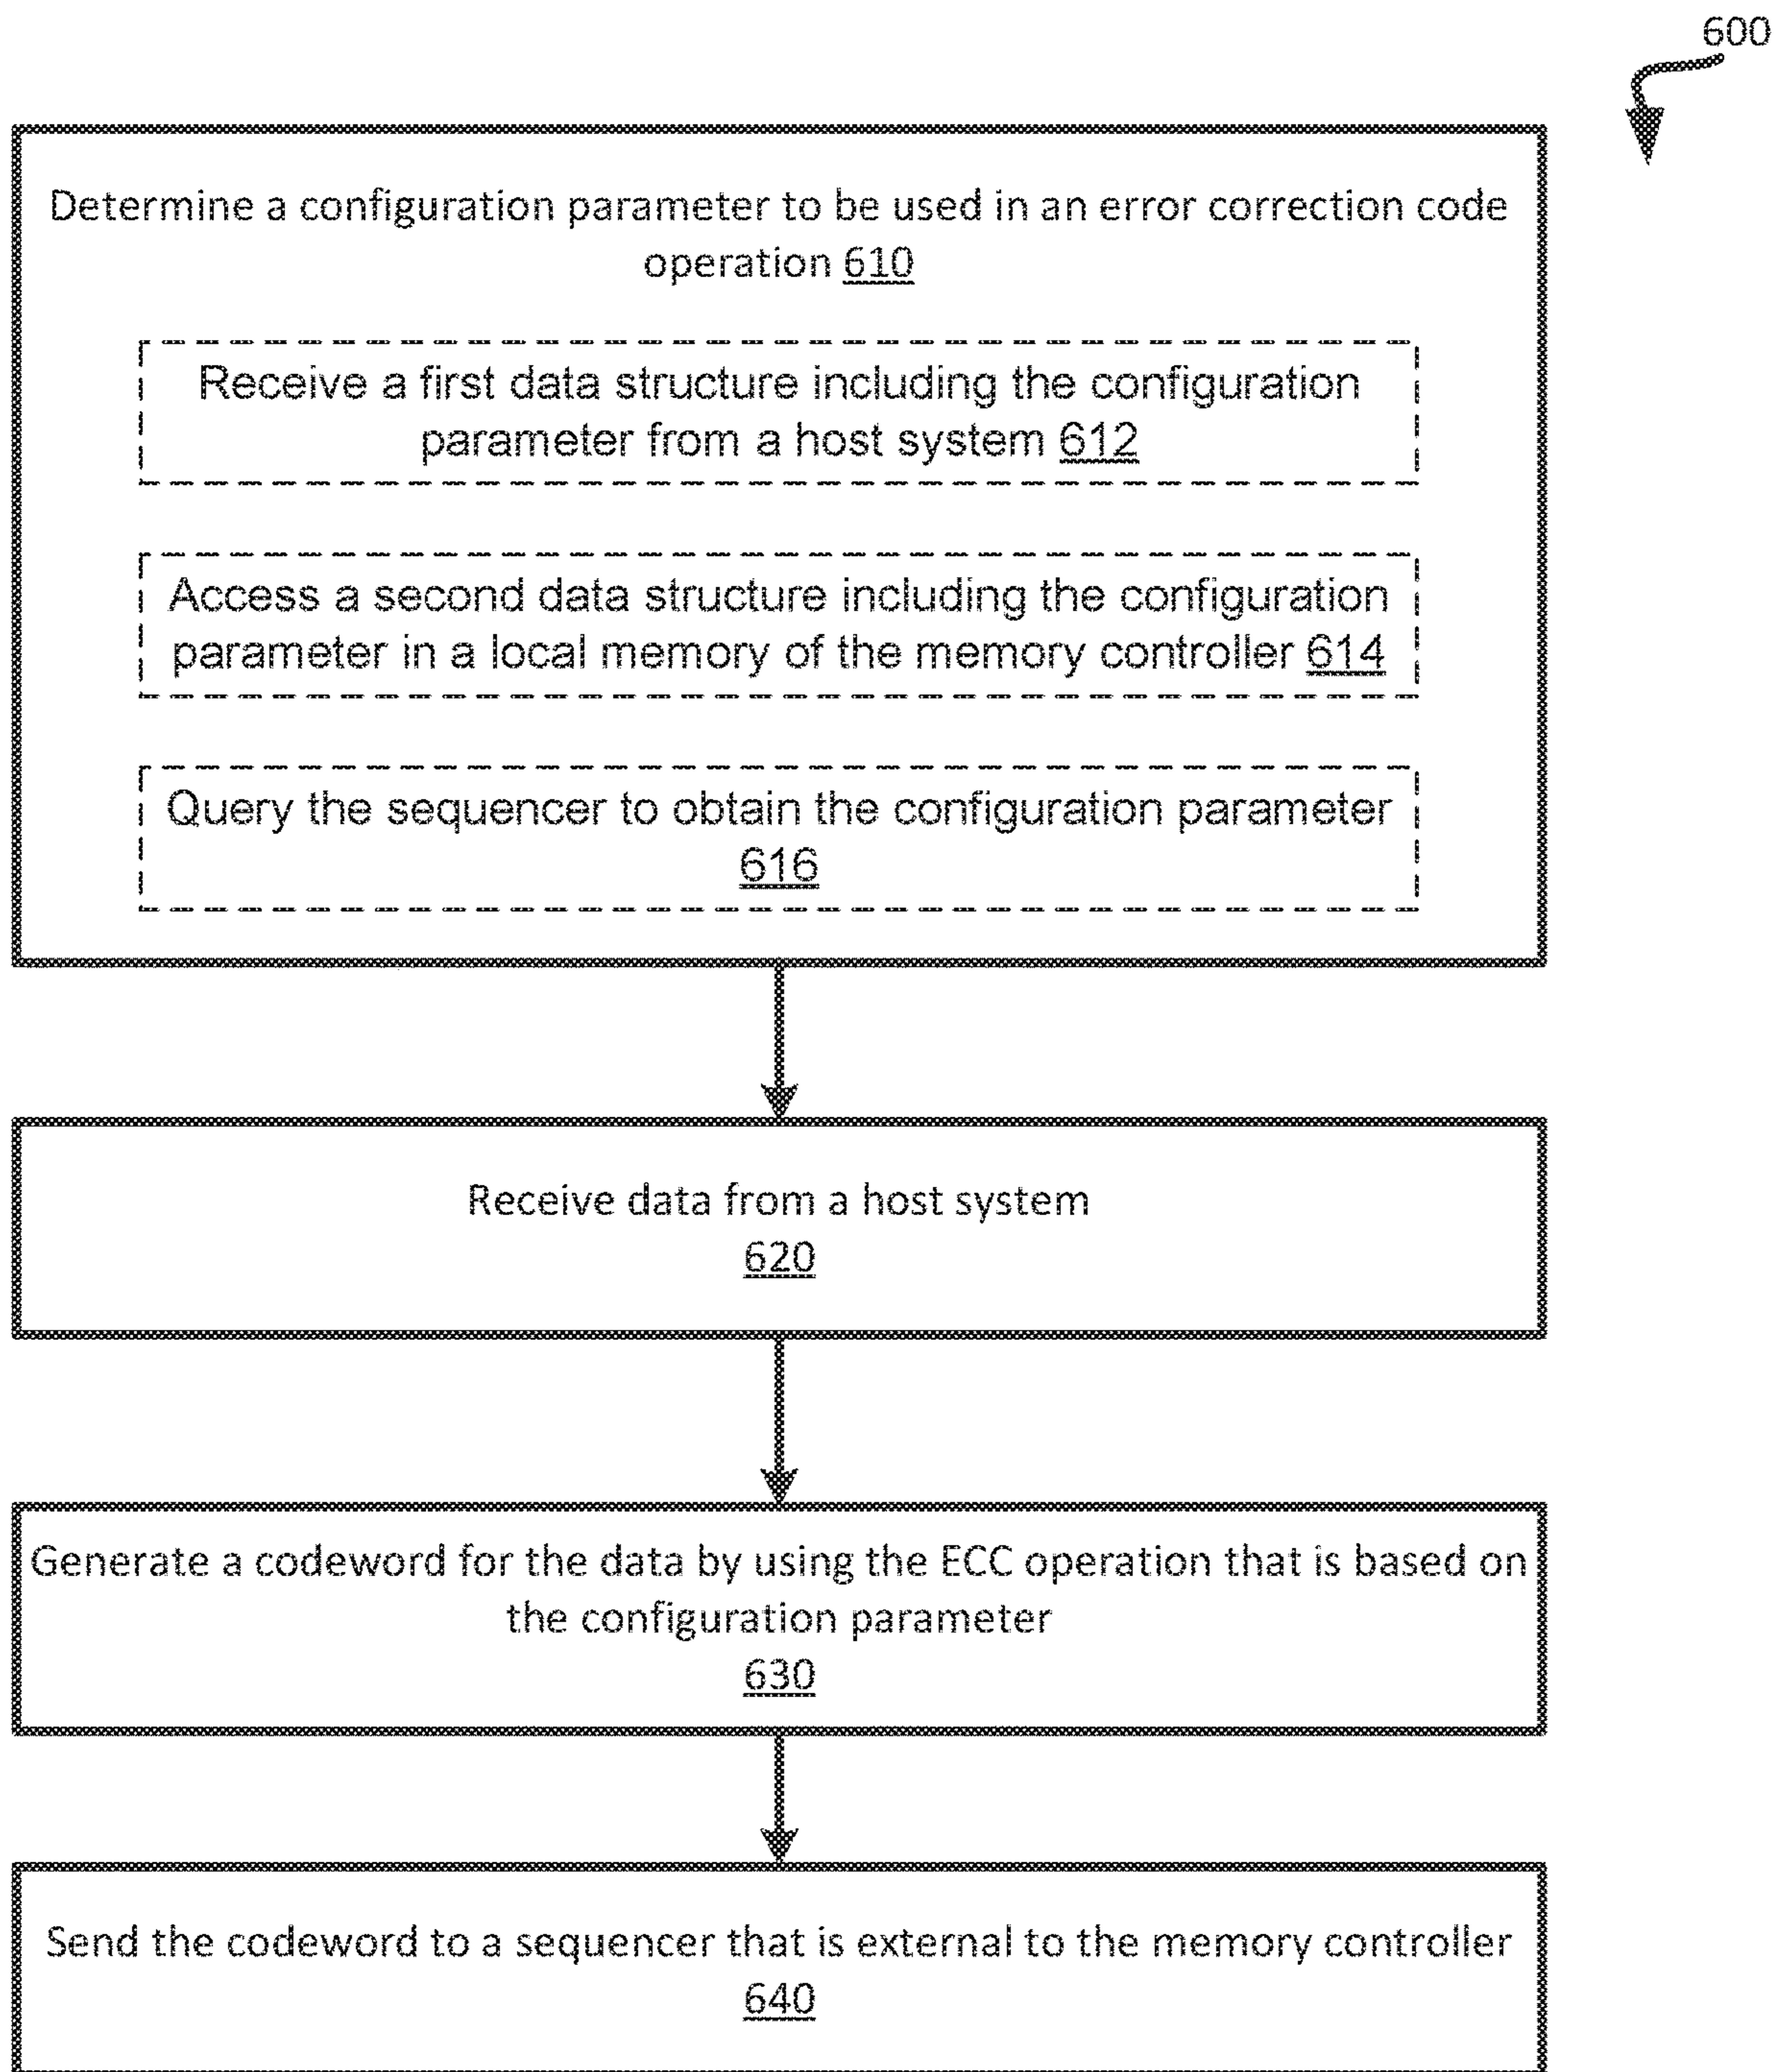 600
Determine a configuration parameter to be used in an error correction code
operation 610
Receive a first data structure including the configuration
parameter from a host system 612
Access a second data structure including the configuration
parameter in a local memory of the memory controller 614
Query the sequencer to obtain the configuration parameter
616
Receive data from a host system
620
Generate a codeword for the data by using the ECC operation that is based on
the configuration parameter
630
Send the codeword to a sequencer that is external to the memory controller
640